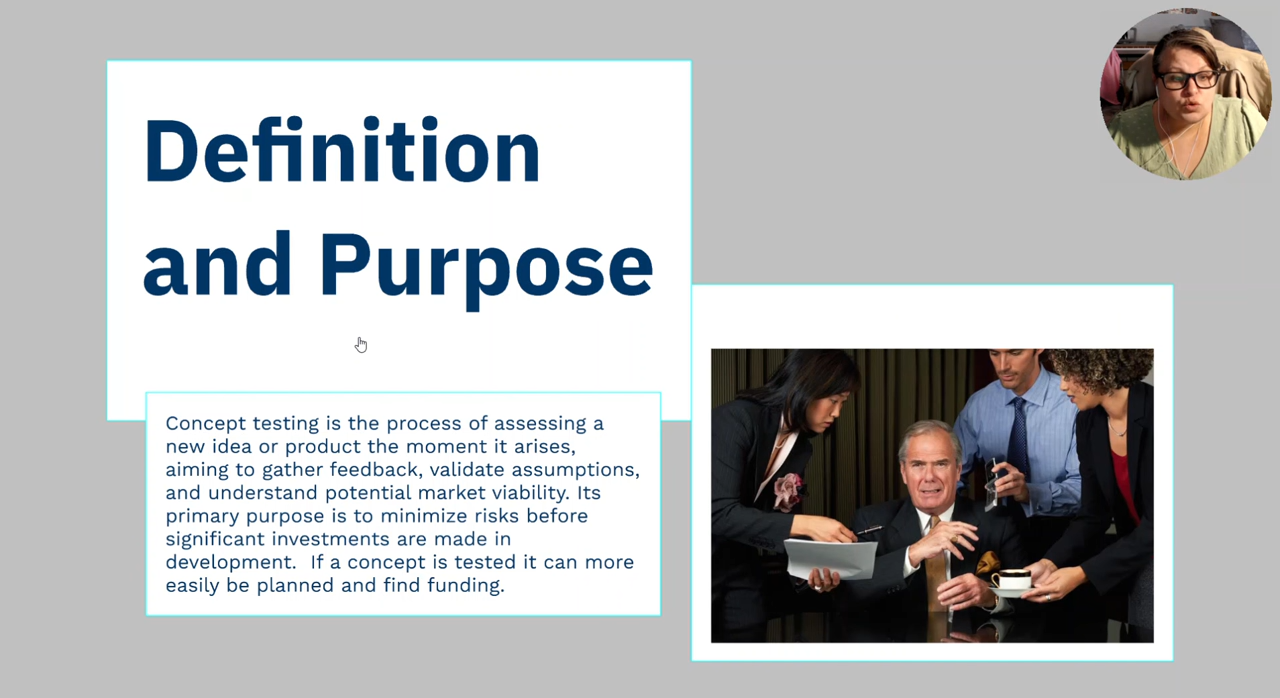 Definition
and Purpose
Concept testing is the process of assessing a
new idea or product the moment it arises,
aiming to gather feedback, validate assumptions,
and understand potential market viability. Its
primary purpose is to minimize risks before
significant investments are made in
development.  If a concept is tested it can more
easily be planned and find funding.